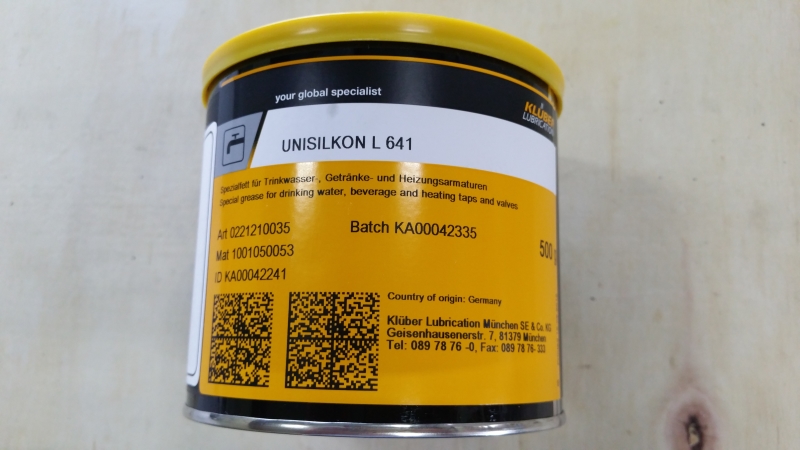 your global specialist
KLÜBER
LUBRICATION
UNISILKON L 641
Spezialfett für Trinkwasser-, Getränke- und Heizungsarmaturen
Special grease for drinking water, beverage and heating taps and valves
Art 0221210035
Batch KA00042335
Mat 1001050053
500 g
ID KA00042241
Country of origin: Germany
Klüber Lubrication München SE & Co. KG
Geisenhausenerstr. 7, 81379 München
Tel: 089 78 76 -0, Fax: 089 78 76- 333